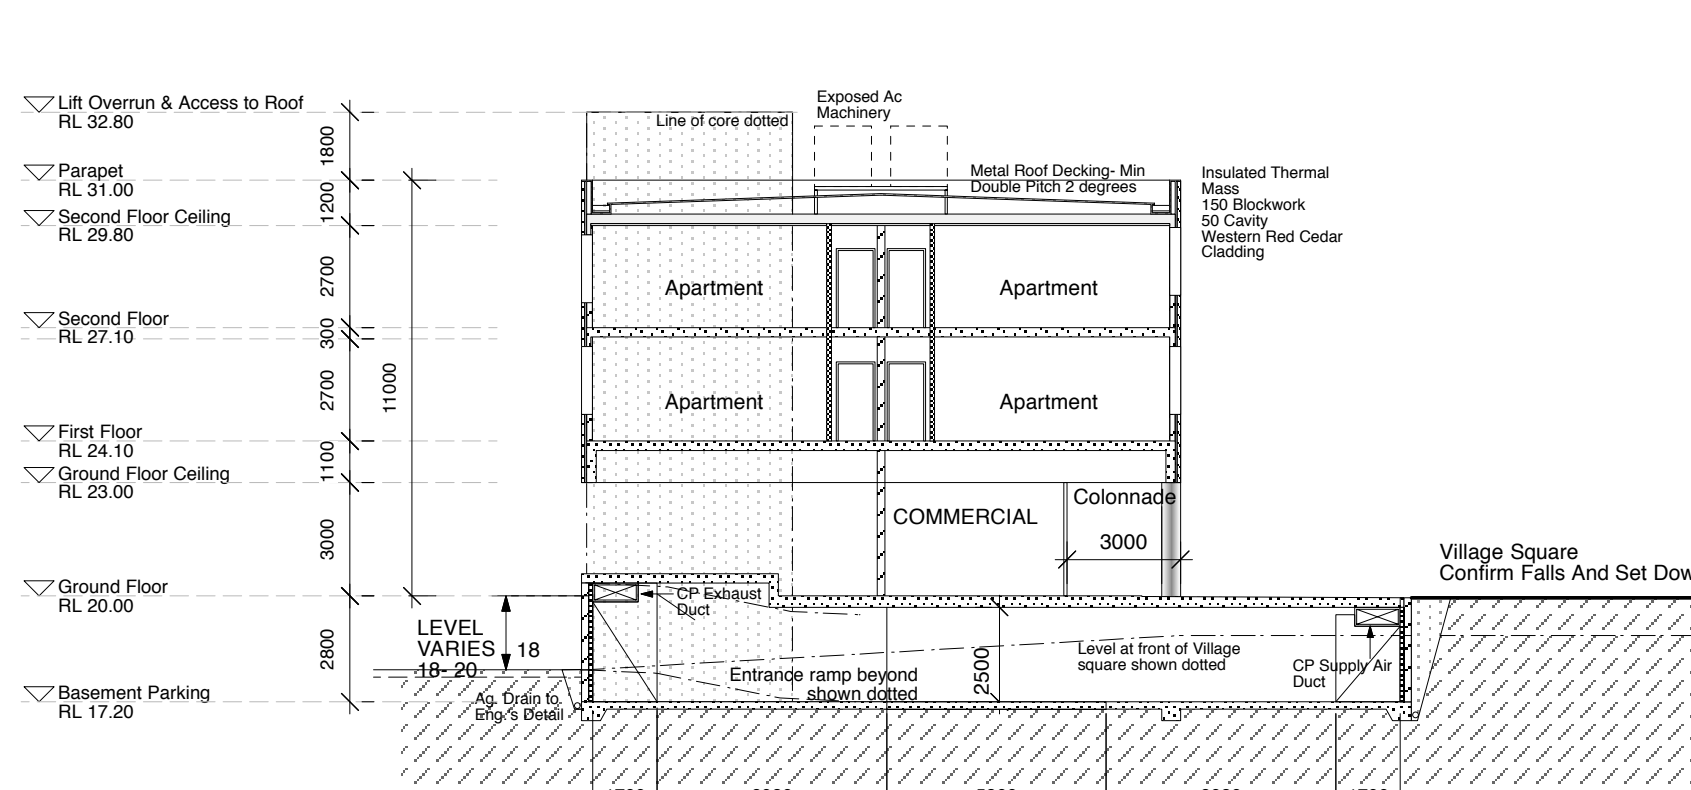 Lift Overrun & Access to Roof
RL 32.80
Parapet
RL 31.00
Second Floor Ceiling
RL 29.80
Second Floor
RL 27.10
First Floor
RL 24.10
Ground Floor Ceiling
RL 23.00
Ground Floor
RL 20.00
Basement Parking
RL 17.20
1800
1200
2700
300
2700
1100
3000
2800
11000
LEVEL
VARIES
18- 20
18
Ag. Drain to
Eng.'s Detail
Line of core dotted
Exposed Ac
Machinery
Metal Roof Decking- Min
Double Pitch 2 degrees
Insulated Thermal
Mass
150 Blockwork
50 Cavity
Western Red Cedar
Cladding
Apartment
Apartment
Apartment
Apartment
COMMERCIAL
Colonnade
3000
CP Exhaust
Duct
Entrance ramp beyond
shown dotted
2500
Level at front of Village
square shown dotted
CP Supply Air
Duct
Village Square
Confirm Falls And Set Dow